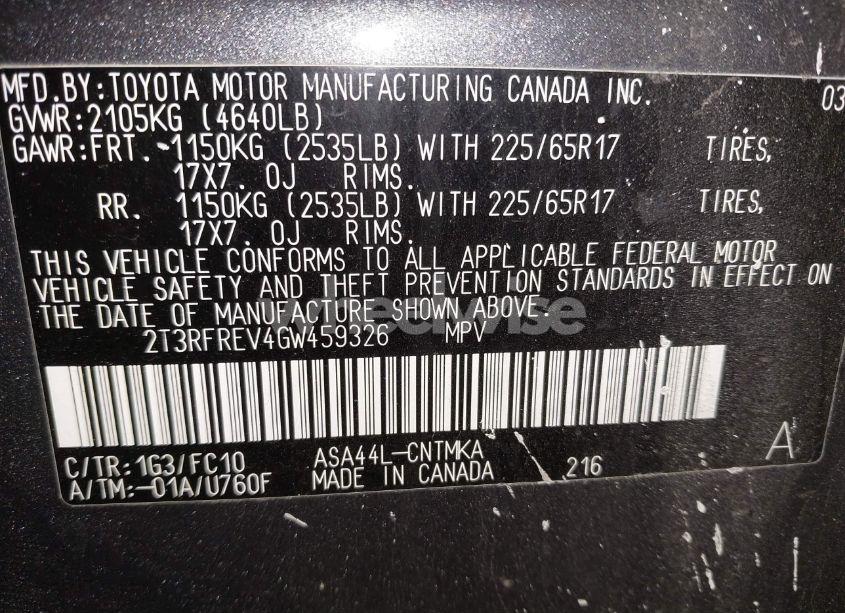 MFD.BY:TOYOTA MOTOR MANUFACTURING CANADA INC. 03
GVWR:2105KG (4640LB)
GAWR:FRT. 1150KG (2535LB) WITH 225/65R17 TIRES,
17X7. OJ RIMS.
RR. 1150KG (2535LB) WITH 225/65R17 TIRES,
17X7. OJ RIMS.
THIS VEHICLE CONFORMS TO ALL APPLICABLE FEDERAL MOTOR
VEHICLE SAFETY AND THEFT PREVENTION STANDARDS IN EFFECT ON
THE DATE OF MANUFACTURE SHOWN ABOVE.
2T3RFREV4GW459326 MPV
C/TR:1G3/FC10 ASA44L-CNTMKA
A/TM:-01A/U760F MADE IN CANADA 216 A